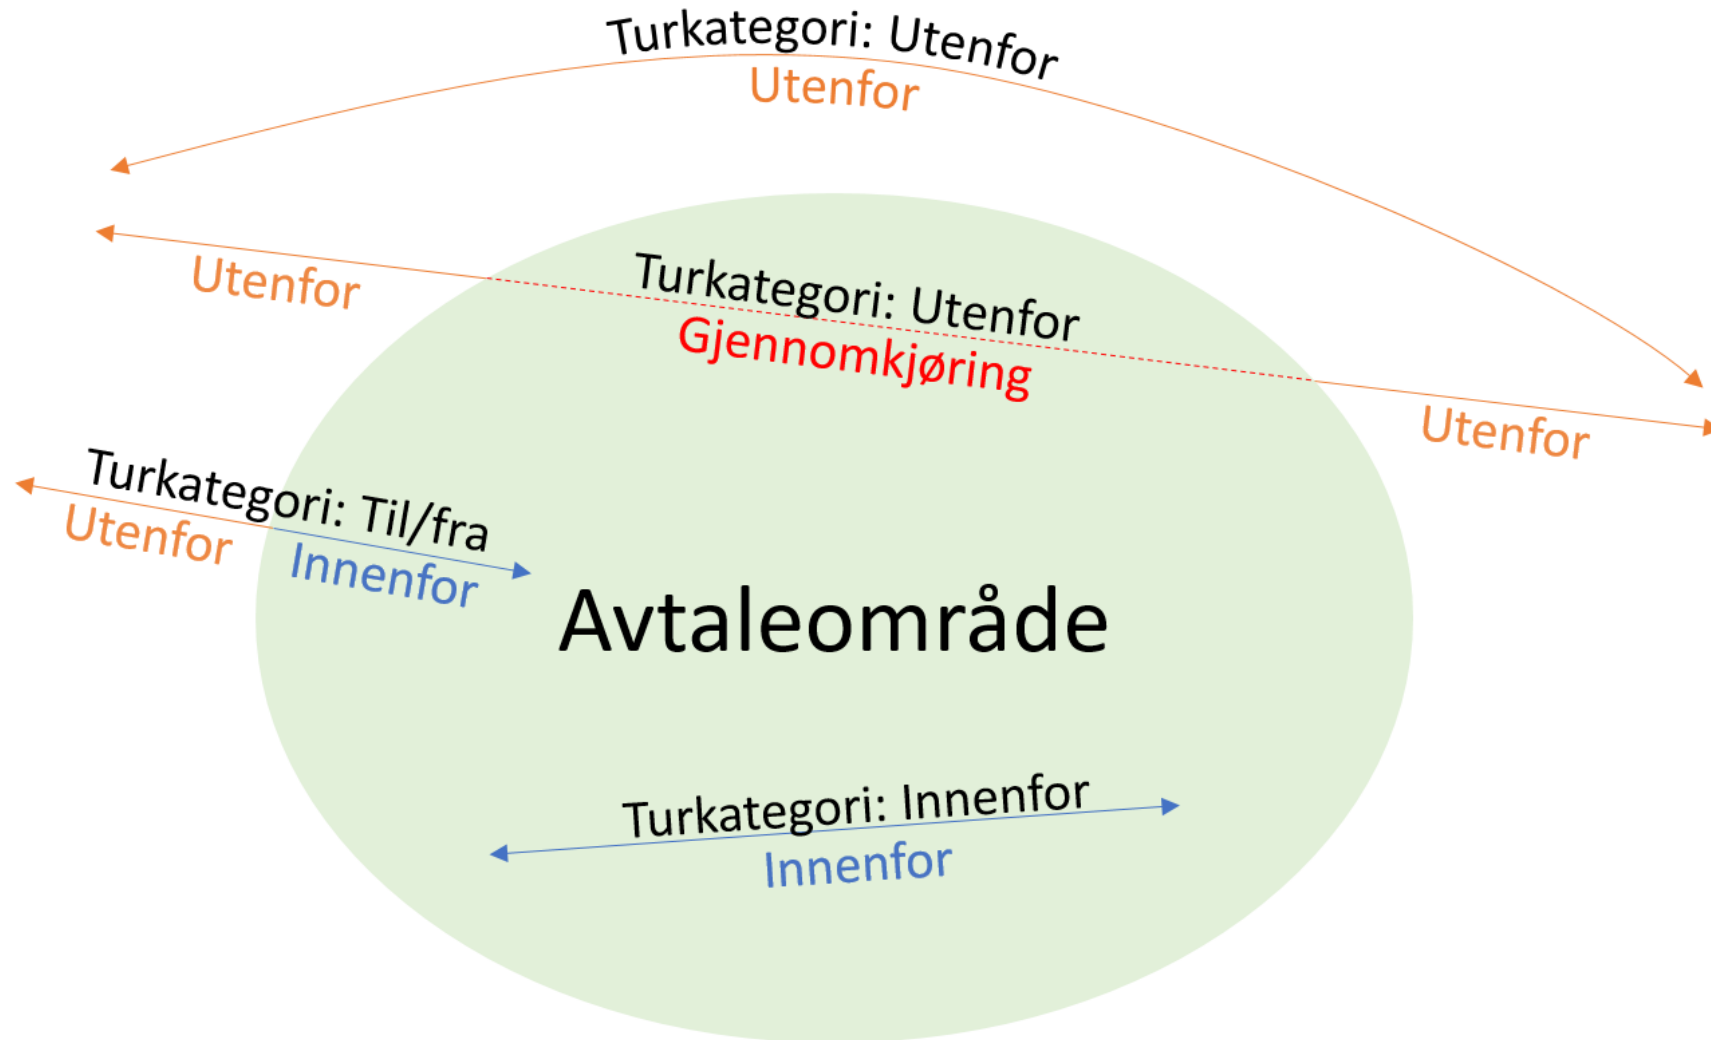 Turkategori: Utenfor
Utenfor
Turkategori: Utenfor
Utenfor
Gjennomkjøring
Utenfor
Turkategori: Til/fra
Utenfor
Innenfor
Avtaleområde
Turkategori: Innenfor
Innenfor